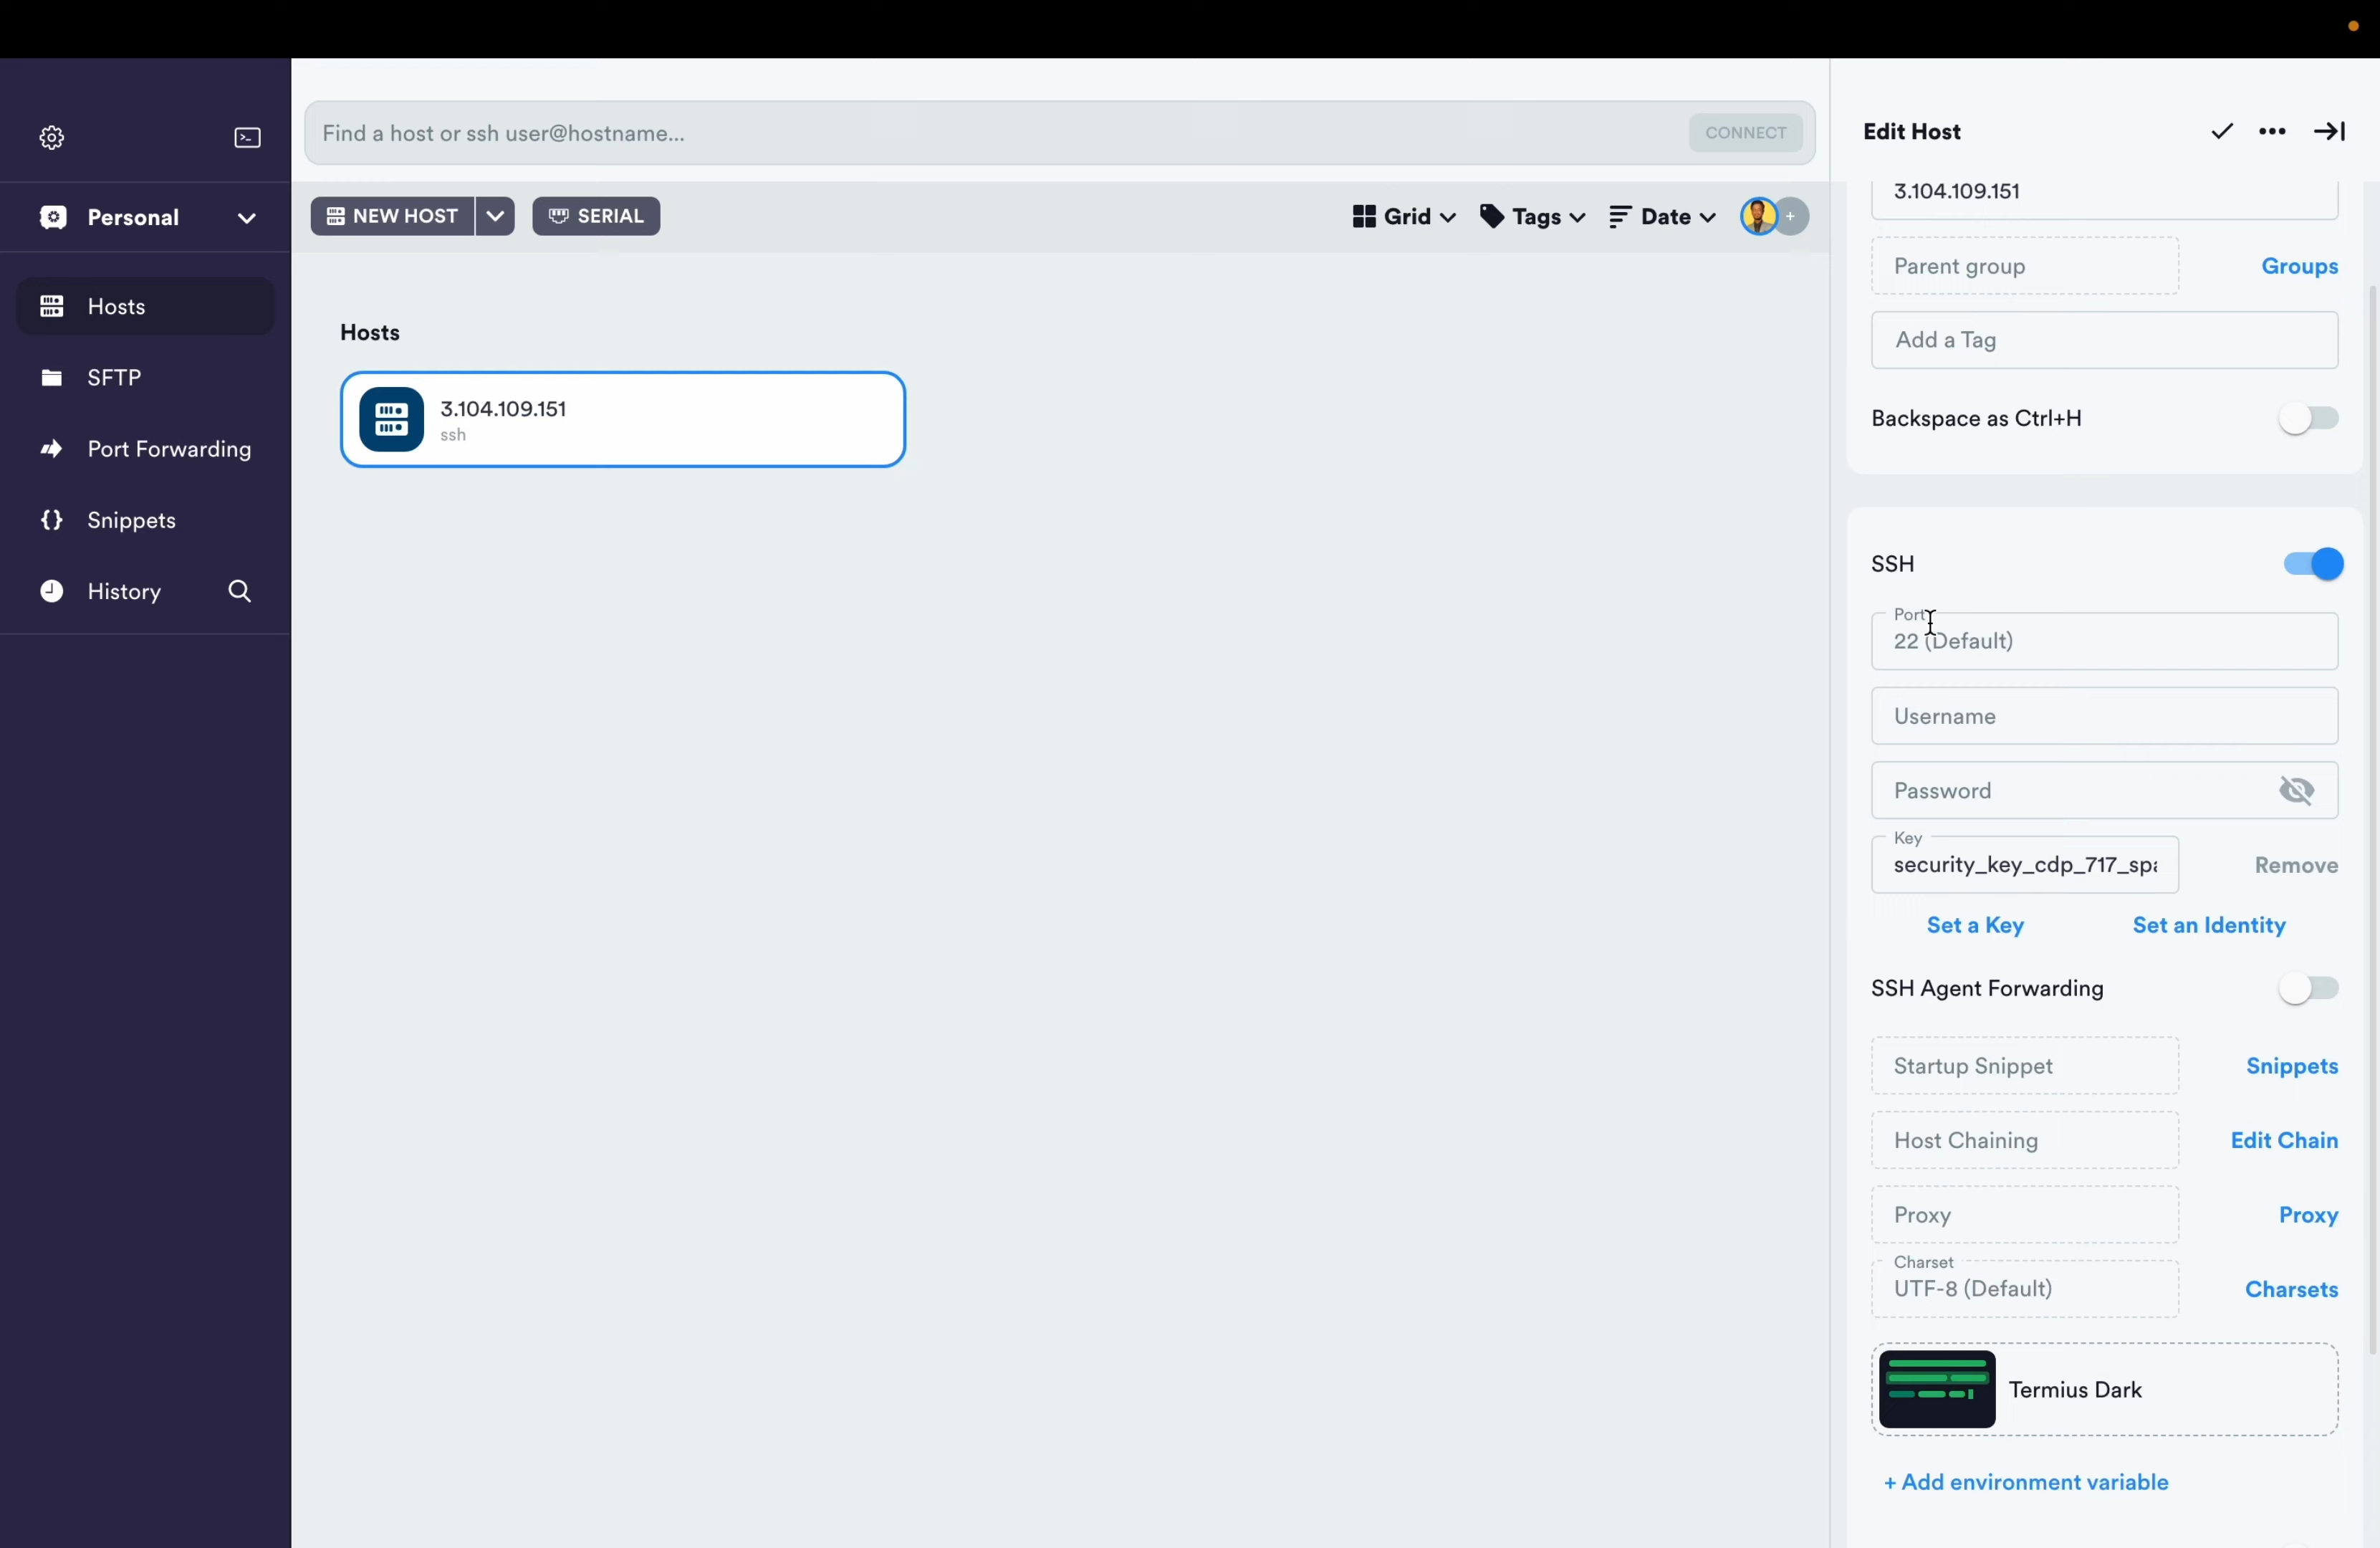 Find a host or ssh user@hostname...
CONNECT
Edit Host
Personal
NEW HOST
SERIAL
Grid
Tags
Date
+
3.104.109.151
Parent group
Groups
Add a Tag
Backspace as Ctrl+H
Hosts
SFTP
Port Forwarding
Snippets
History
Hosts
3.104.109.151
ssh
SSH
Port
22 (Default)
Username
Password
Key
security_key_cdp_717_spa
Remove
Set a Key
Set an Identity
SSH Agent Forwarding
Startup Snippet
Snippets
Host Chaining
Edit Chain
Proxy
Proxy
Charset
UTF-8 (Default)
Charsets
Termius Dark
+ Add environment variable